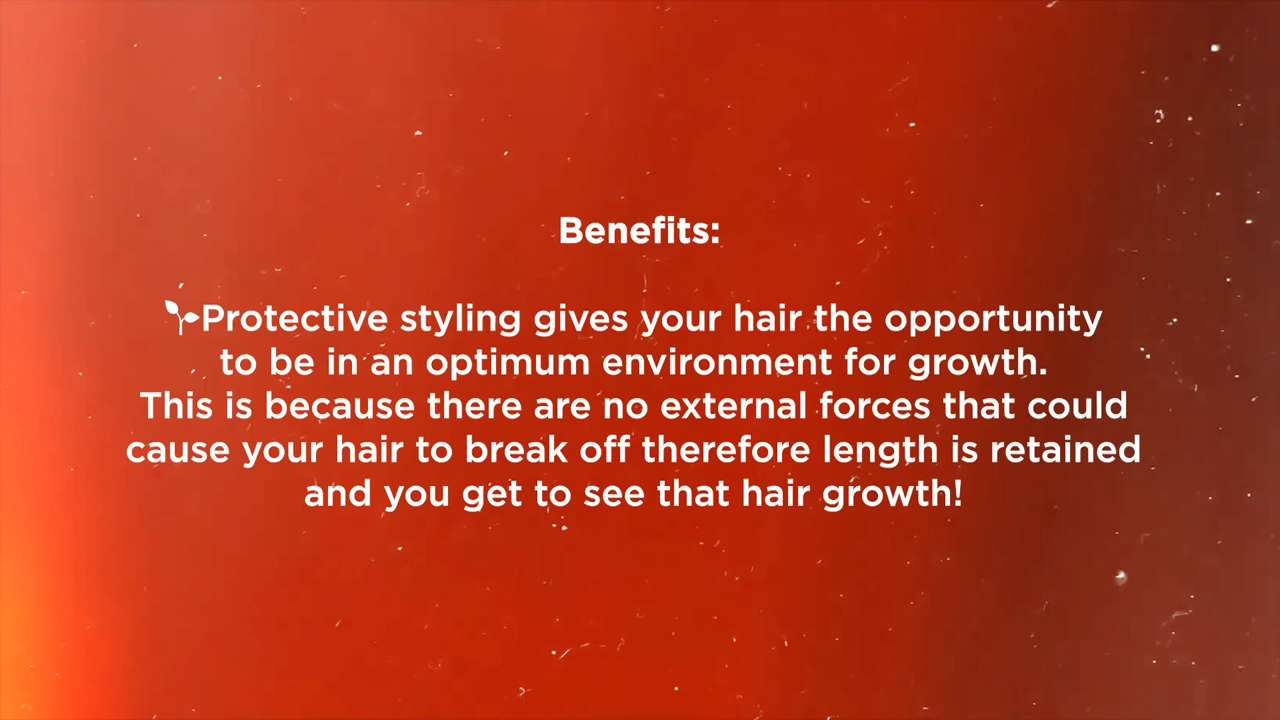 Benefits:
Protective styling gives your hair the opportunity
to be in an optimum environment for growth.
This is because there are no external forces that could
cause your hair to break off therefore length is retained
and you get to see that hair growth!